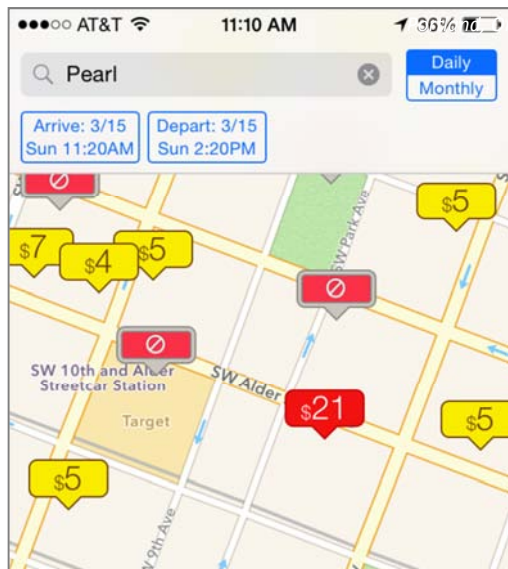 AT&T
11:10 AM
36%
Pearl
Daily
Monthly
Arrive: 3/15
Sun 11:20AM
Depart: 3/15
Sun 2:20PM
$5
SW Park Ave
$7
$4
$5
SW 10th and Alder
Streetcar Station
SW Alder
$21
Target
$5
$5
9th Ave